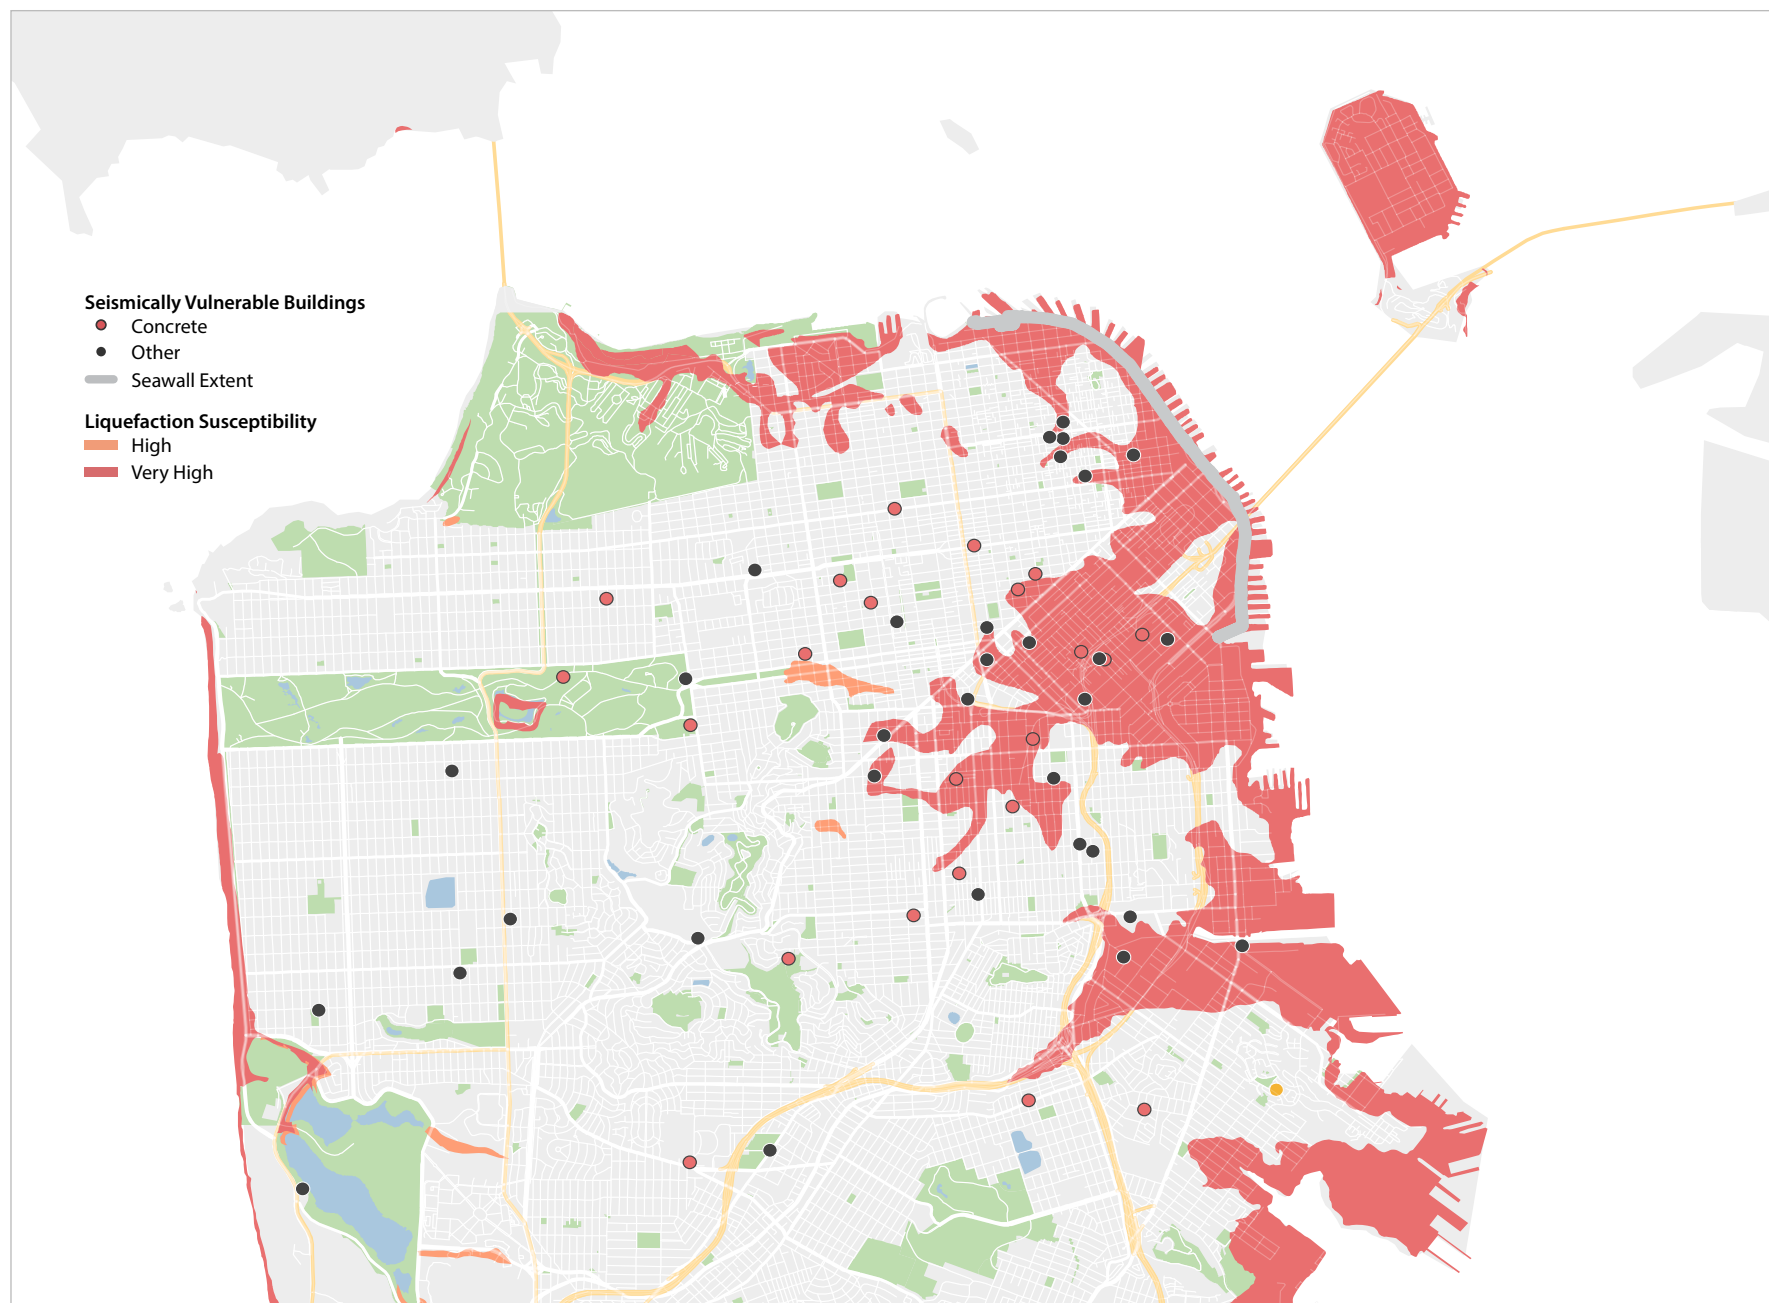 Seismically Vulnerable Buildings
Concrete
Other
Seawall Extent
Liquefaction Susceptibility
High
Very High